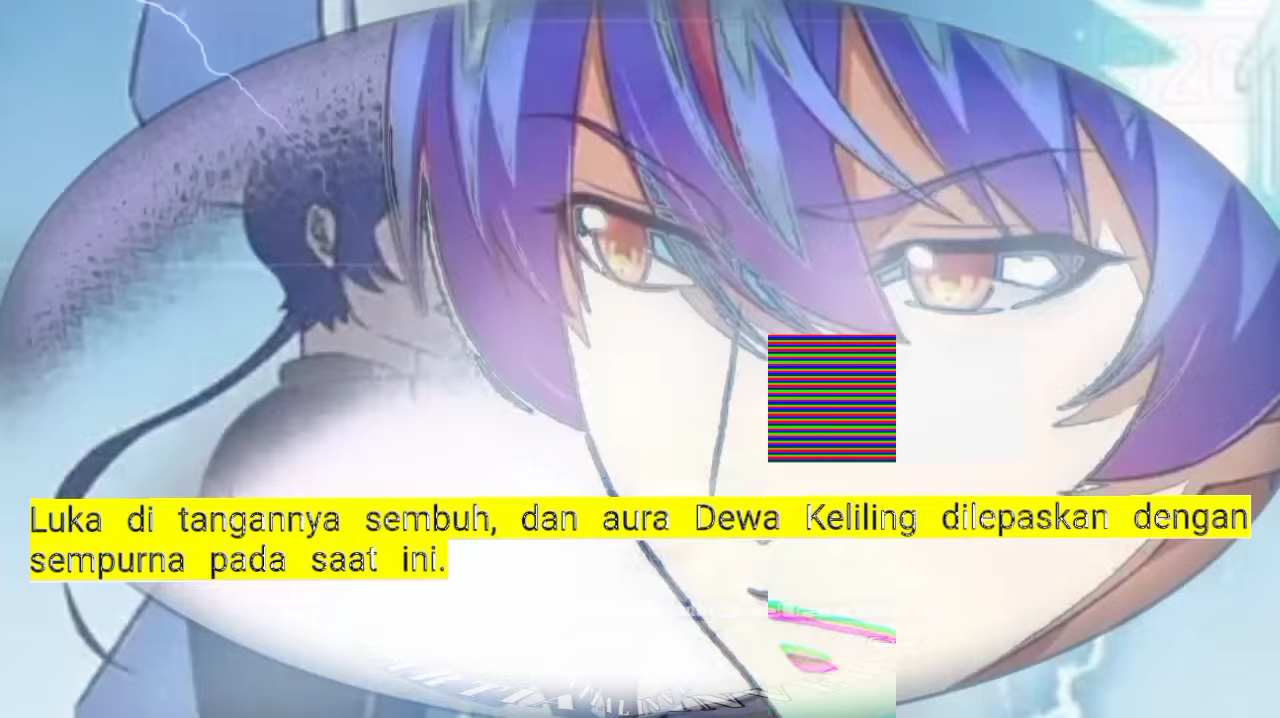 Luka di tangannya sembuh, dan aura Dewa Keliling dilepaskan dengan
sempurna pada saat ini.